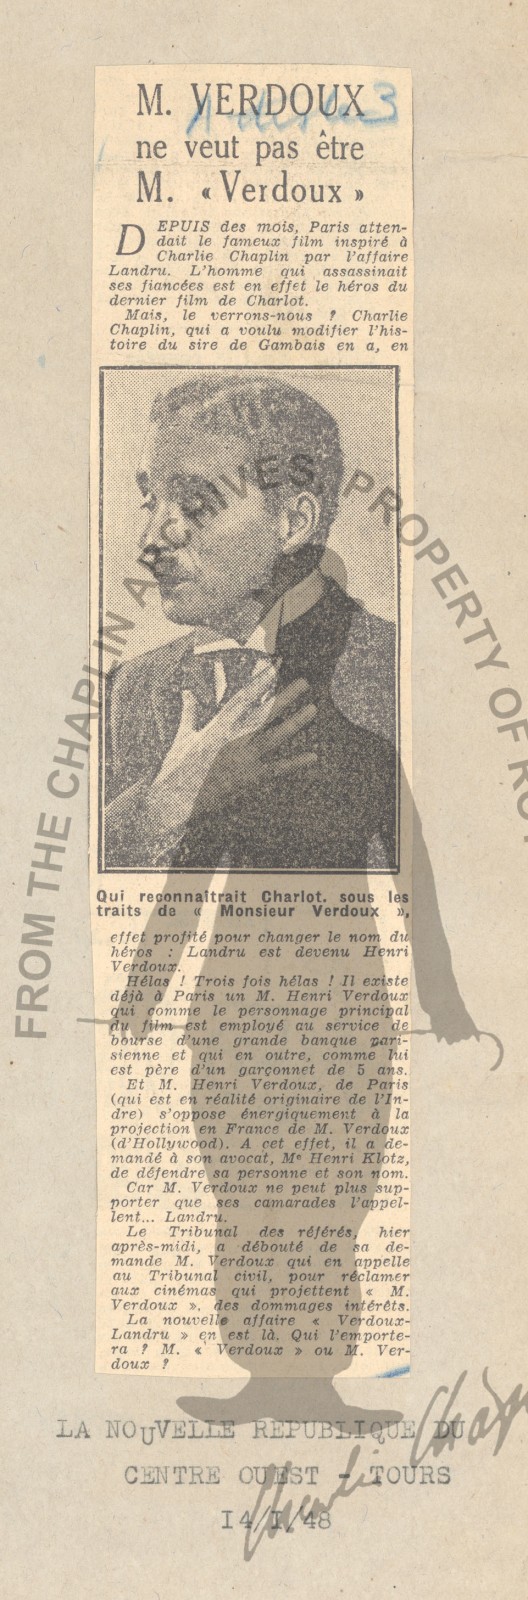 M. VERDOUX
ne veut pas être
M. « Verdoux »
DEPUIS des mois, Paris atten-
dait le fameux film inspiré à
Charlie Chaplin par l'affaire
Landru. L'homme qui assassinait
ses fiancées est en effet le héros du
dernier film de Charlot.
Mais, le verrons-nous ? Charlie
Chaplin, qui a voulu modifier l'his-
toire du sire de Gambais en a, en
Qui reconnaîtrait Charlot. sous les
traits de « Monsieur Verdoux »,
effet profité pour changer le nom du
héros : Landru est devenu Henri
Verdoux.
Hélas ! Trois fois hélas ! Il existe
déjà à Paris un M. Henri Verdoux
qui comme le personnage principal
du film est employé au service de
bourse d'une grande banque pari-
sienne et qui en outre, comme lui
est père d'un garçonnet de 5 ans.
Et M. Henri Verdoux, de Paris
(qui est en réalité originaire de l'In-
dre) s'oppose énergiquement à la
projection en France de M. Verdoux
(d'Hollywood). A cet effet, il a de-
mandé à son avocat, Me Henri Klotz,
de défendre sa personne et son nom.
Car M. Verdoux ne peut plus sup-
porter que ses camarades l'appel-
lent... Landru.
Le Tribunal des référés, hier
après-midi, a débouté de sa de-
mande M. Verdoux qui en appelle
au Tribunal civil, pour réclamer
aux cinémas qui projettent « M.
Verdoux ». des dommages intérêts.
La nouvelle affaire « Verdoux-
Landru » en est là. Qui l'emporte-
ra ? M. « Verdoux » ou M. Ver-
doux ?
LA NOUVELLE REPUBLIQUE DU
CENTRE OUEST - TOURS
I4/I/48
FROM THE CHAPLIN ARCHIVES PROPERTY OF RO
Charlie Chap